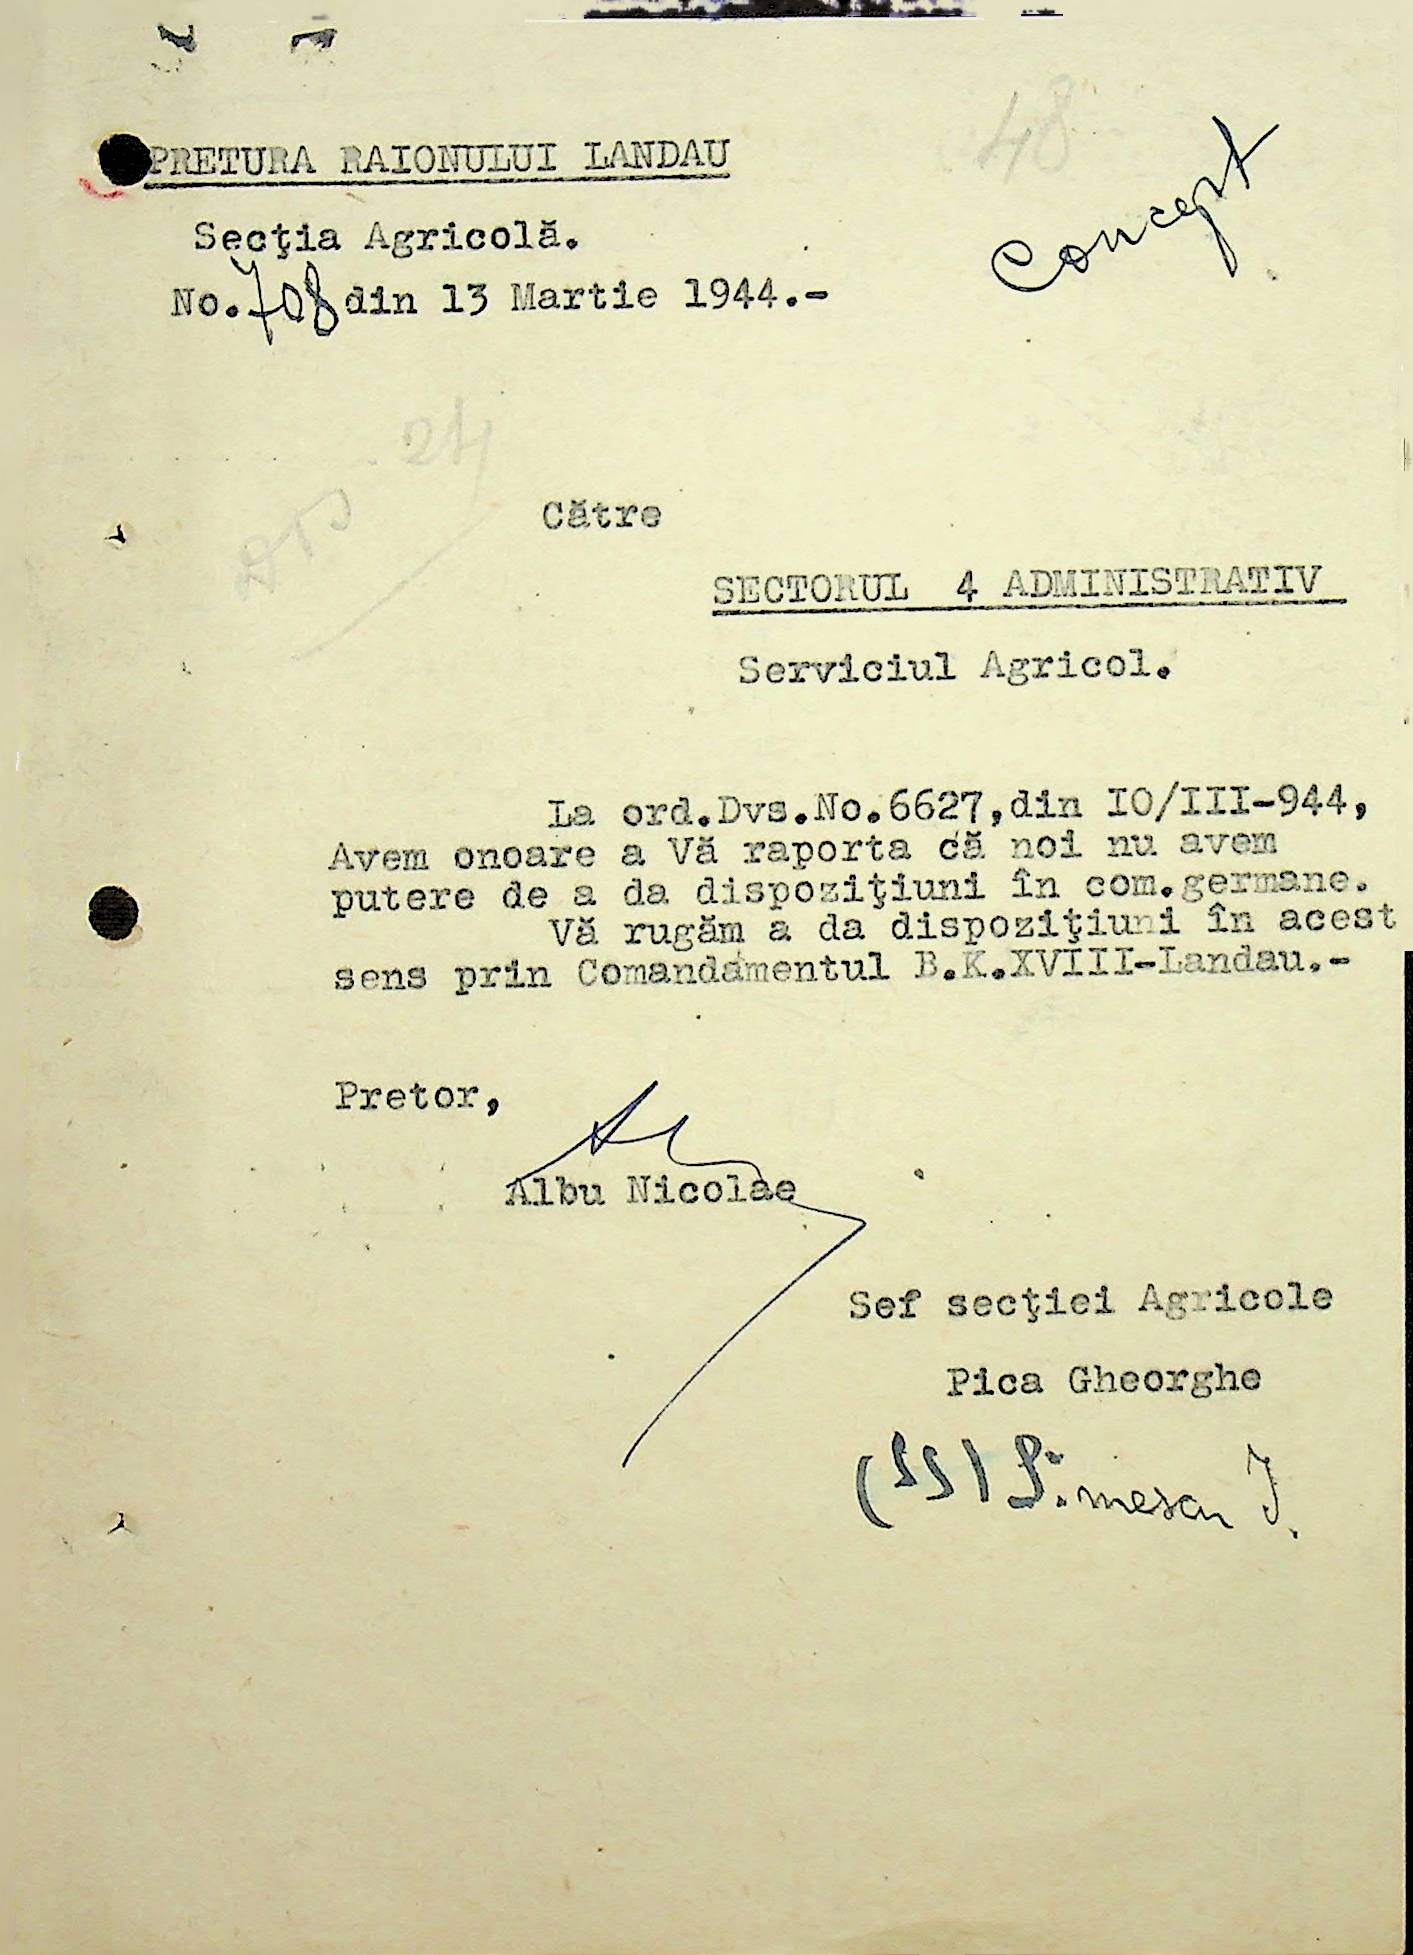 48
Concept
PRETURA RAIONULUI LANDAU
Secţia Agricolă.
No.708 din 13 Martie 1944.-
24
Către
SECTORUL 4 ADMINISTRATIV
Serviciul Agricol.
La ord.Dvs.No.6627,din IO/III-944,
Avem onoare a Vă raporta că noi nu avem
putere de a da dispoziţiuni în com.germane.
Vă rugăm a da dispoziţiuni în acest
sens prin Comandamentul B.K.XVIII-Landau.-
Pretor,
Albu Nicolae
Sef secţiei Agricole
Pica Gheorghe
(ss) Simescu I.